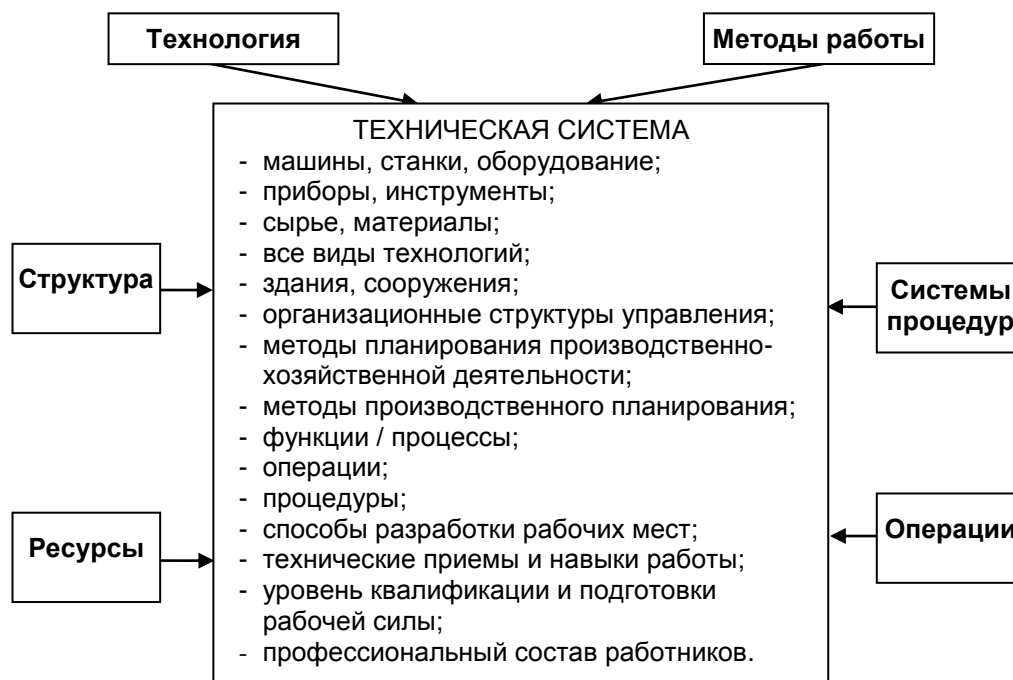 Технология
Методы работы
ТЕХНИЧЕСКАЯ СИСТЕМА
- машины, станки, оборудование;
- приборы, инструменты;
- сырье, материалы;
- все виды технологий;
- здания, сооружения;
- организационные структуры управления;
- методы планирования производственно-
хозяйственной деятельности;
- методы производственного планирования;
- функции / процессы;
- операции;
- процедуры;
- способы разработки рабочих мест;
- технические приемы и навыки работы;
- уровень квалификации и подготовки
рабочей силы;
- профессиональный состав работников.
Структура
Ресурсы
Системы
процедур
Операции